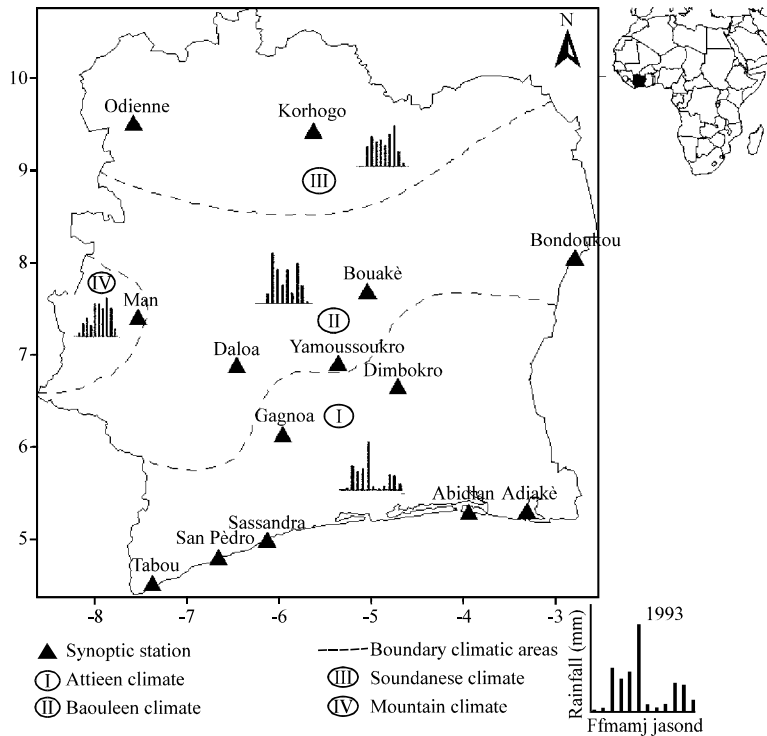 N
10
9
8
7
6
5
Odienne
Korhogo
III
Bondoukou
IV
Man
Bouakè
II
Daloa
Yamoussoukro
Dimbokro
Gagnoa
I
Abidjan
Adiakè
Sassandra
San Pèdro
Tabou
-8
-7
-6
-5
-4
-3
Synoptic station
I Attieen climate
II Baouleen climate
Boundary climatic areas
III Soundanese climate
IV Mountain climate
Rainfall (mm)
1993
Ffmamj jasond